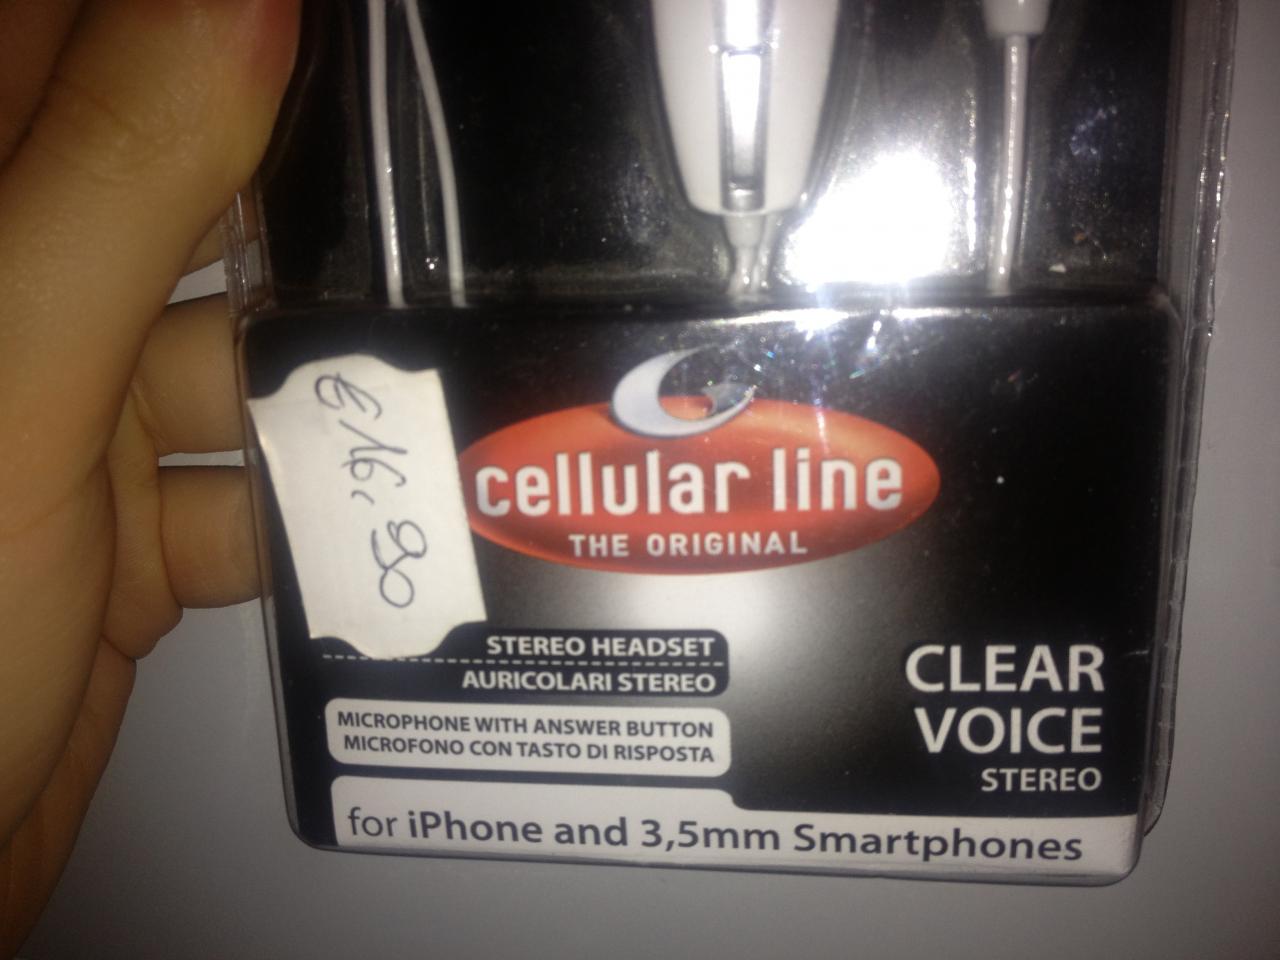 €16,90
cellular line
THE ORIGINAL
STEREO HEADSET
AURICOLARI STEREO
MICROPHONE WITH ANSWER BUTTON
MICROFONO CON TASTO DI RISPOSTA
CLEAR
VOICE
STEREO
for iPhone and 3,5mm Smartphones